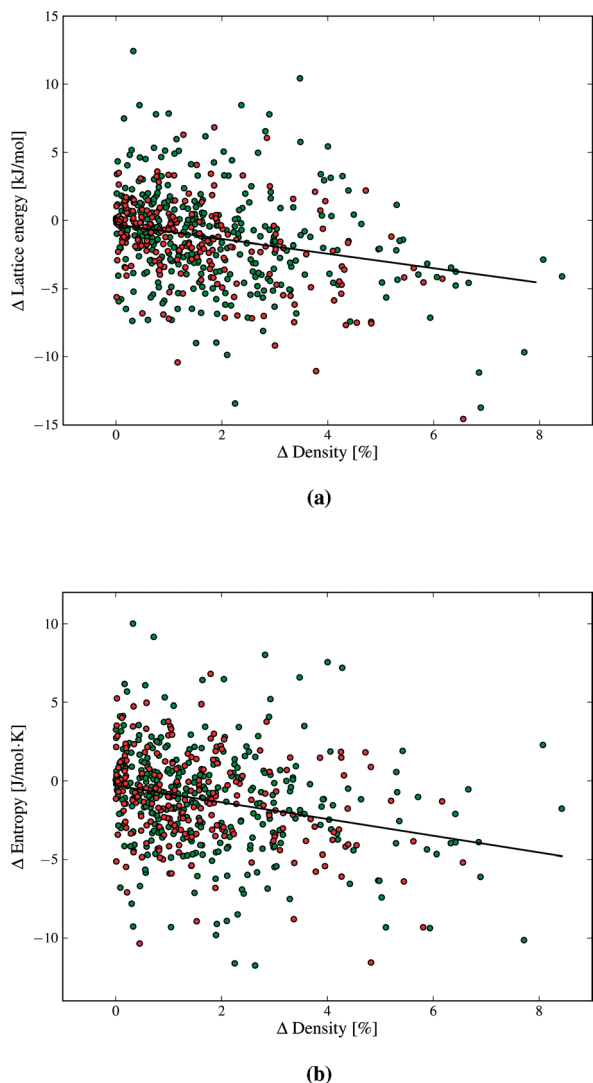 15
10
5
0
−5
−10
−15
Δ Lattice energy [kJ/mol]
0 2 4 6 8
Δ Density [%]
(a)
10
5
0
−5
−10
Δ Entropy [J/mol·K]
0 2 4 6 8
Δ Density [%]
(b)